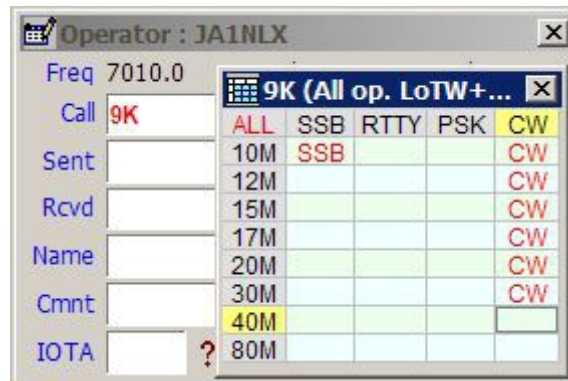 Operator : JA1NLX
Freq 7010.0
Call 9K
Sent
Rcvd
Name
Cmnt
IOTA ?
9K (All op. LoTW+...
ALL SSB RTTY PSK CW
10M SSB CW
12M CW
15M CW
17M CW
20M CW
30M CW
40M
80M